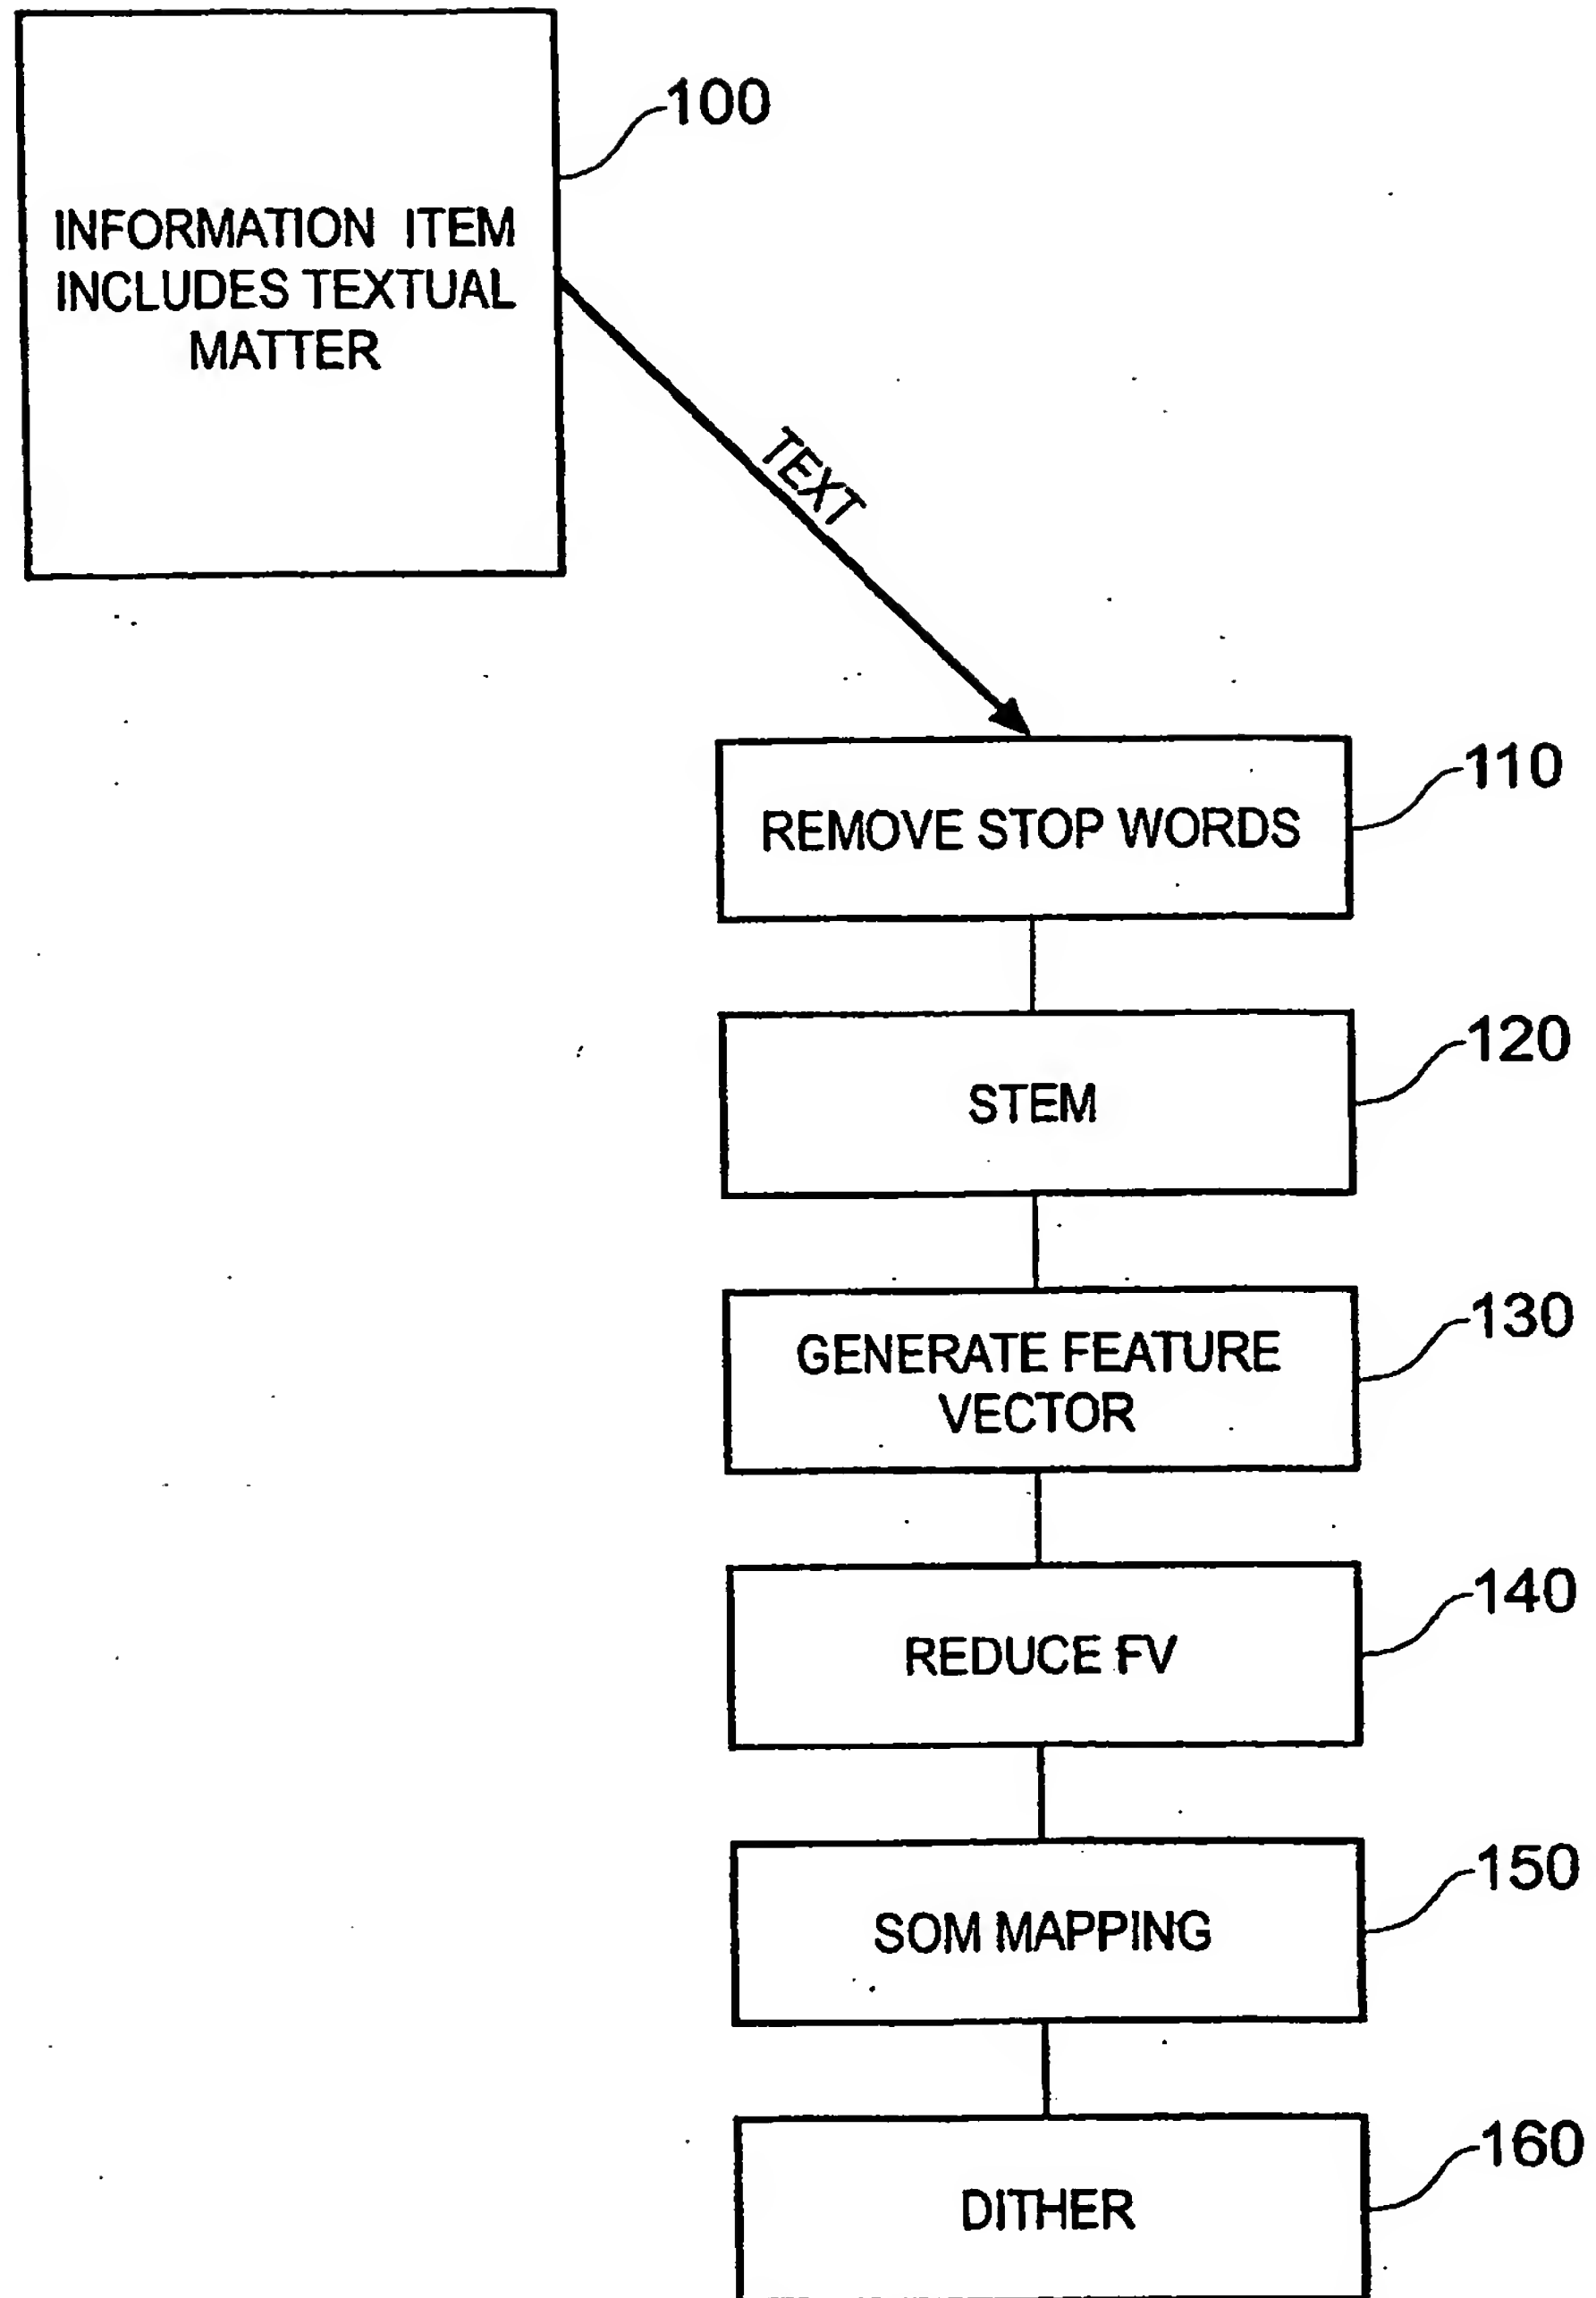 100
INFORMATION ITEM
INCLUDES TEXTUAL
MATTER
TEXT
110
REMOVE STOP WORDS
120
STEM
130
GENERATE FEATURE
VECTOR
140
REDUCE FV
150
SOM MAPPING
160
DITHER